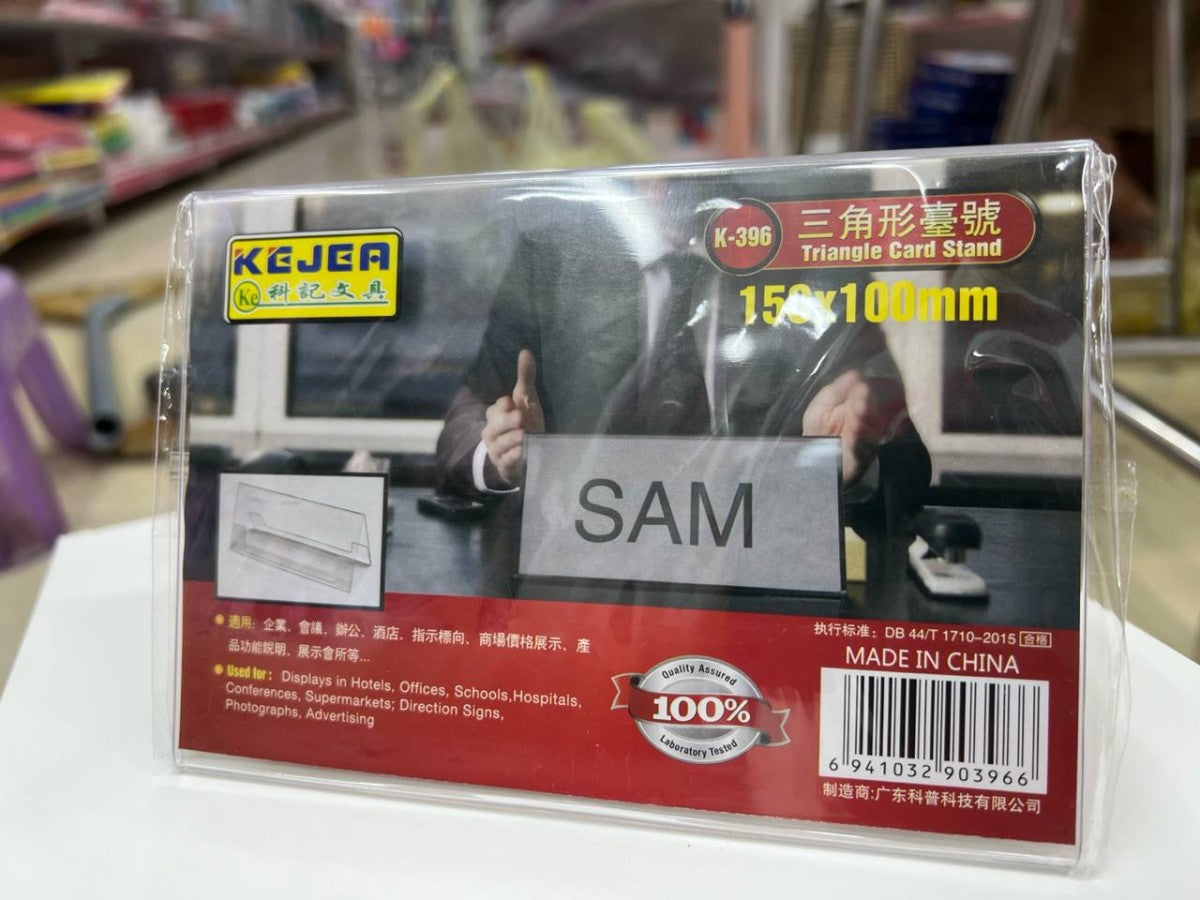 KEJEA
Ke 科記文具
K-396
三角形臺號
Triangle Card Stand
150x100mm
SAM
適用: 企業、會議、辦公、酒店、指示標向、商場價格展示、產
品功能說明、展示會所等...
Used for: Displays in Hotels, Offices, Schools,Hospitals,
Conferences, Supermarkets; Direction Signs,
Photographs, Advertising
Quality Assured
100%
Laboratory Tested
执行标准: DB 44/T 1710-2015 合格
MADE IN CHINA
6 941032 903966
制造商:广东科普科技有限公司